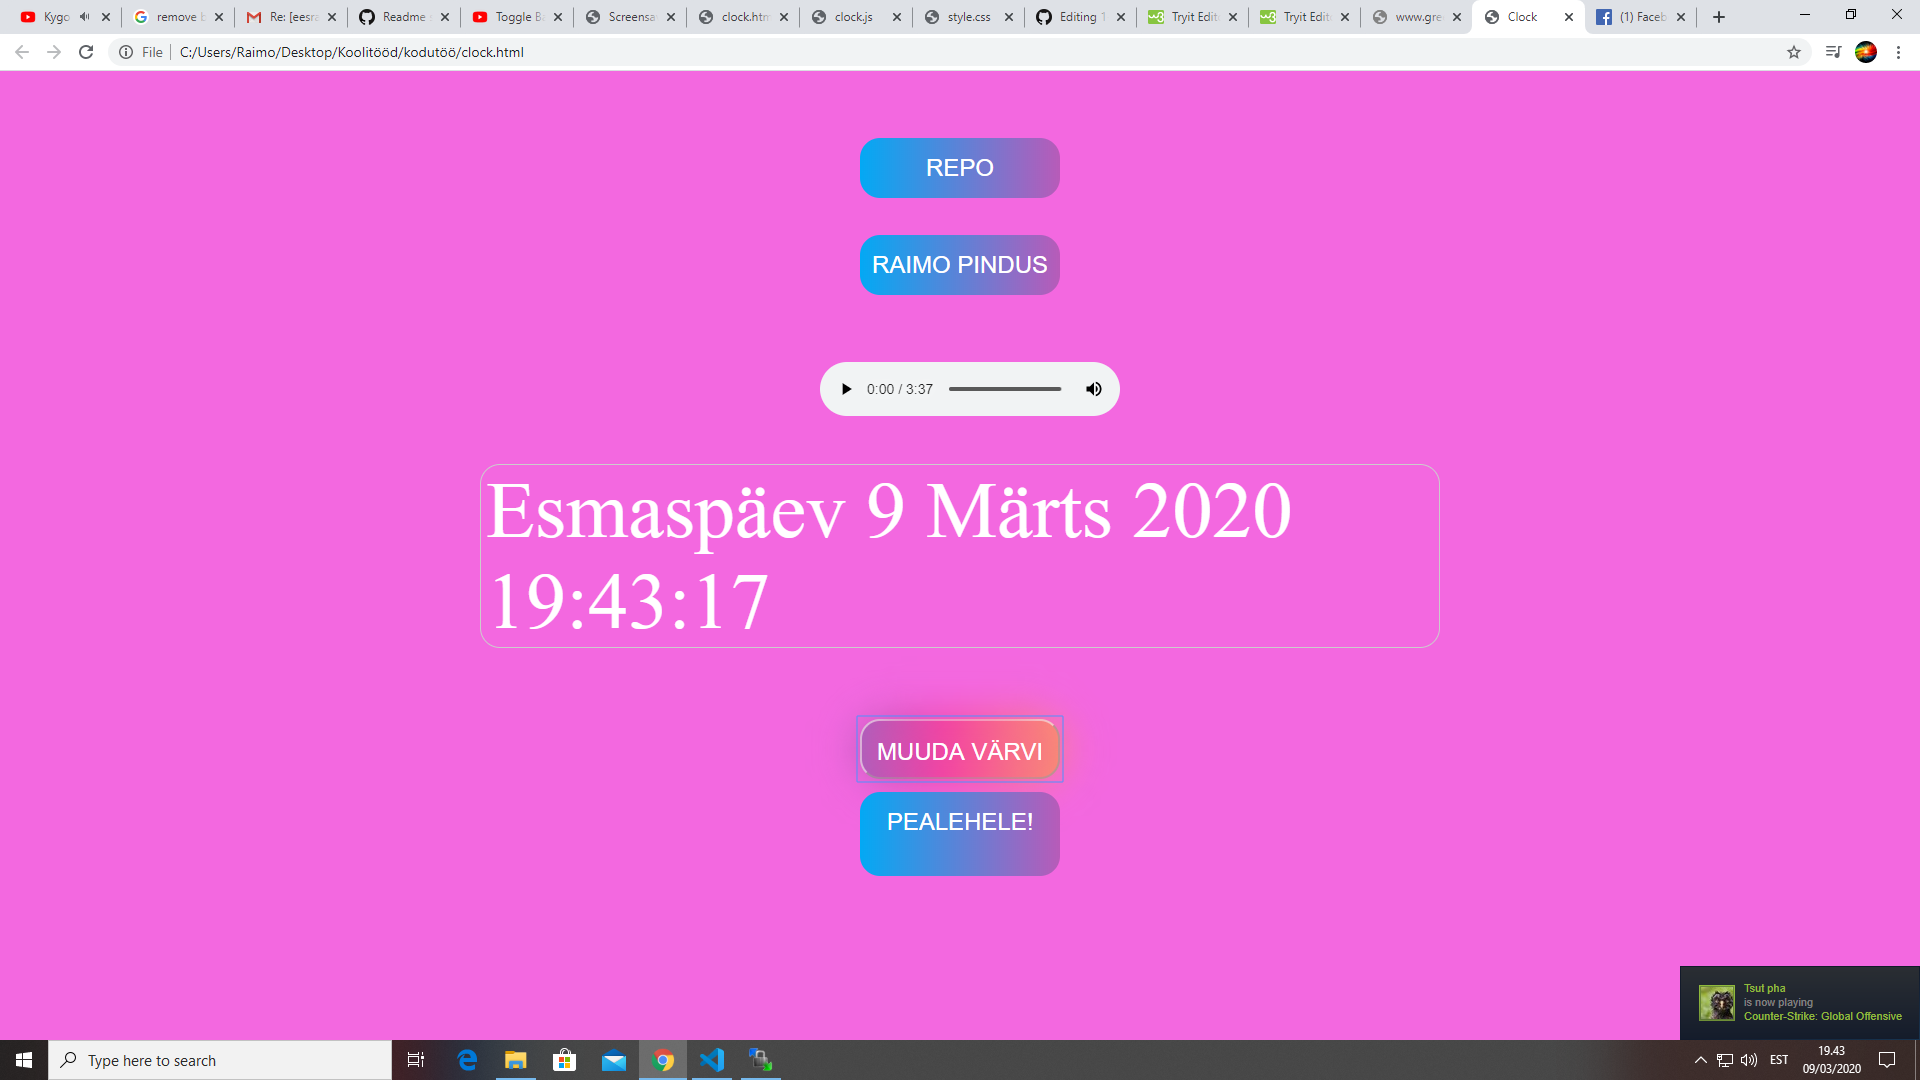 Kygo
remove b
Re: [eesra
Readme
Toggle B
Screensa
clock.htm
clock.js
style.css
Editing
Tryit Edit
Tryit Edit
www.gre
Clock
(1) Faceb
File
C:/Users/Raimo/Desktop/Koolitööd/kodutöö/clock.html
REPO
RAIMO PINDUS
0:00 / 3:37
Esmaspäev 9 Märts 2020
19:43:17
MUUDA VÄRVI
PEALEHELE!
Tsut pha
is now playing
Counter-Strike: Global Offensive
Type here to search
EST
19.43
09/03/2020